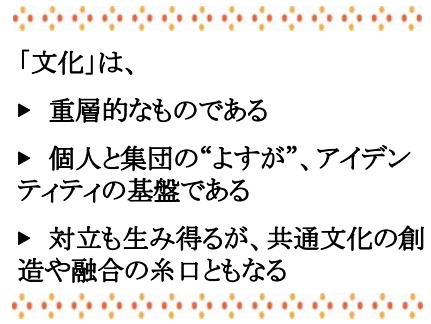 「文化」は、
▶ 重層的なものである
▶ 個人と集団の“よすが”、アイデン
ティティの基盤である
▶ 対立も生み得るが、共通文化の創
造や融合の糸口ともなる